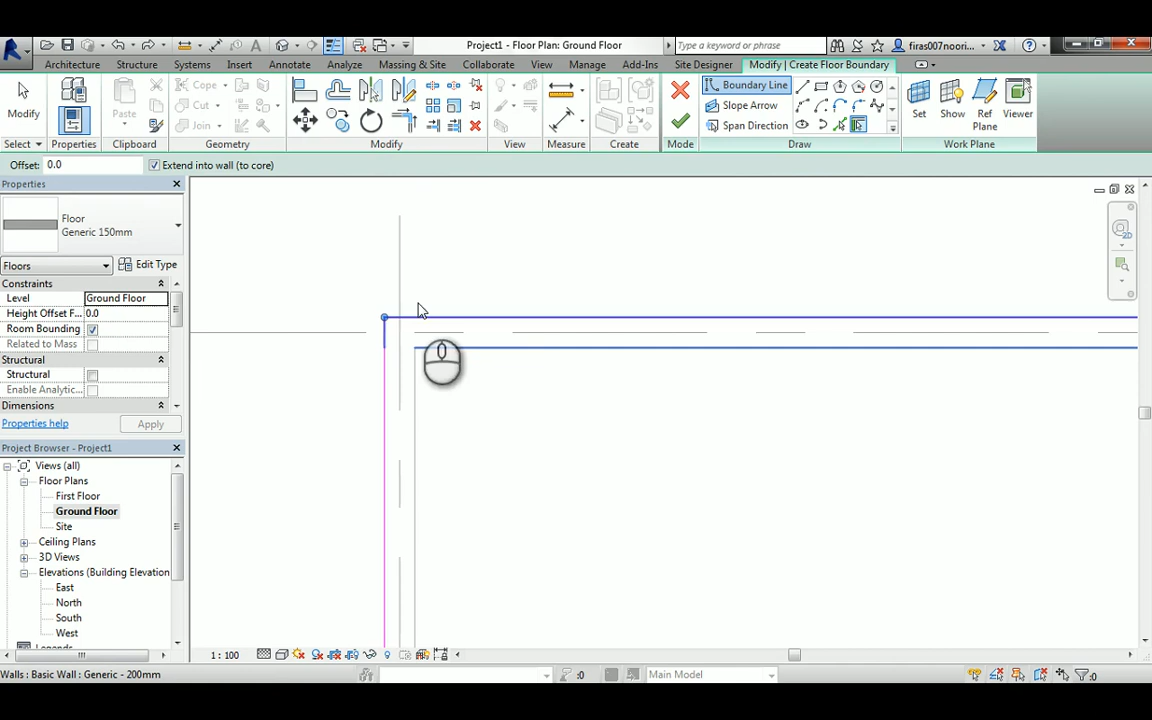 Project1 - Floor Plan: Ground Floor
Type a keyword or phrase
firas007noori...
Architecture Structure Systems Insert Annotate Analyze Massing & Site Collaborate View Manage Add-Ins Site Designer Modify | Create Floor Boundary
Modify
Properties
Paste
Cope
Cut
Join
Boundary Line
Slope Arrow
Span Direction
Set
Show
Ref
Plane
Viewer
Select Properties Clipboard Geometry Modify View Measure Create Mode Draw Work Plane
Offset: 0.0 Extend into wall (to core)
Properties
Floor
Generic 150mm
Floors Edit Type
Constraints
Level Ground Floor
Height Offset F... 0.0
Room Bounding
Related to Mass
Structural
Structural
Enable Analytic...
Dimensions
Properties help Apply
Project Browser - Project1
Views (all)
Floor Plans
First Floor
Ground Floor
Site
Ceiling Plans
3D Views
Elevations (Building Elevation
East
North
South
West
2D
1 : 100
Walls : Basic Wall : Generic - 200mm
:0
Main Model
:0